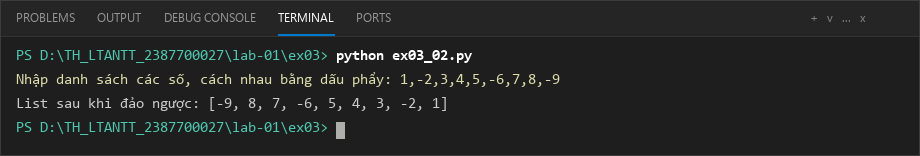 PROBLEMS OUTPUT DEBUG CONSOLE TERMINAL PORTS + v ... x
PS D:\TH_LTANTT_2387700027\lab-01\ex03> python ex03_02.py
Nhập danh sách các số, cách nhau bằng dấu phẩy: 1,-2,3,4,5,-6,7,8,-9
List sau khi đảo ngược: [-9, 8, 7, -6, 5, 4, 3, -2, 1]
PS D:\TH_LTANTT_2387700027\lab-01\ex03>